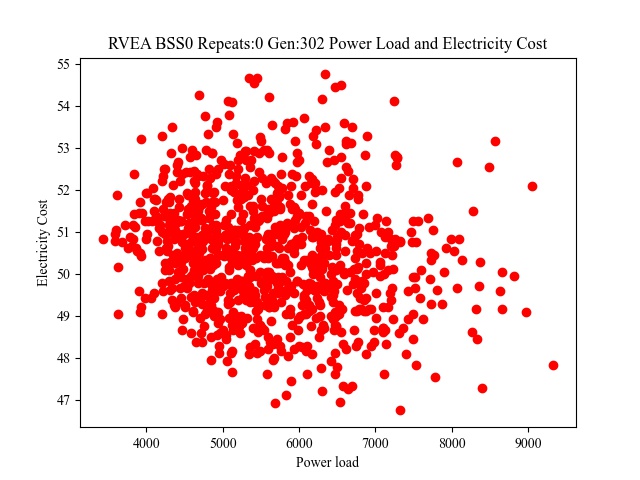 RVEA BSS0 Repeats:0 Gen:302 Power Load and Electricity Cost
55
54
53
52
51
50
49
48
47
Electricity Cost
4000 5000 6000 7000 8000 9000
Power load